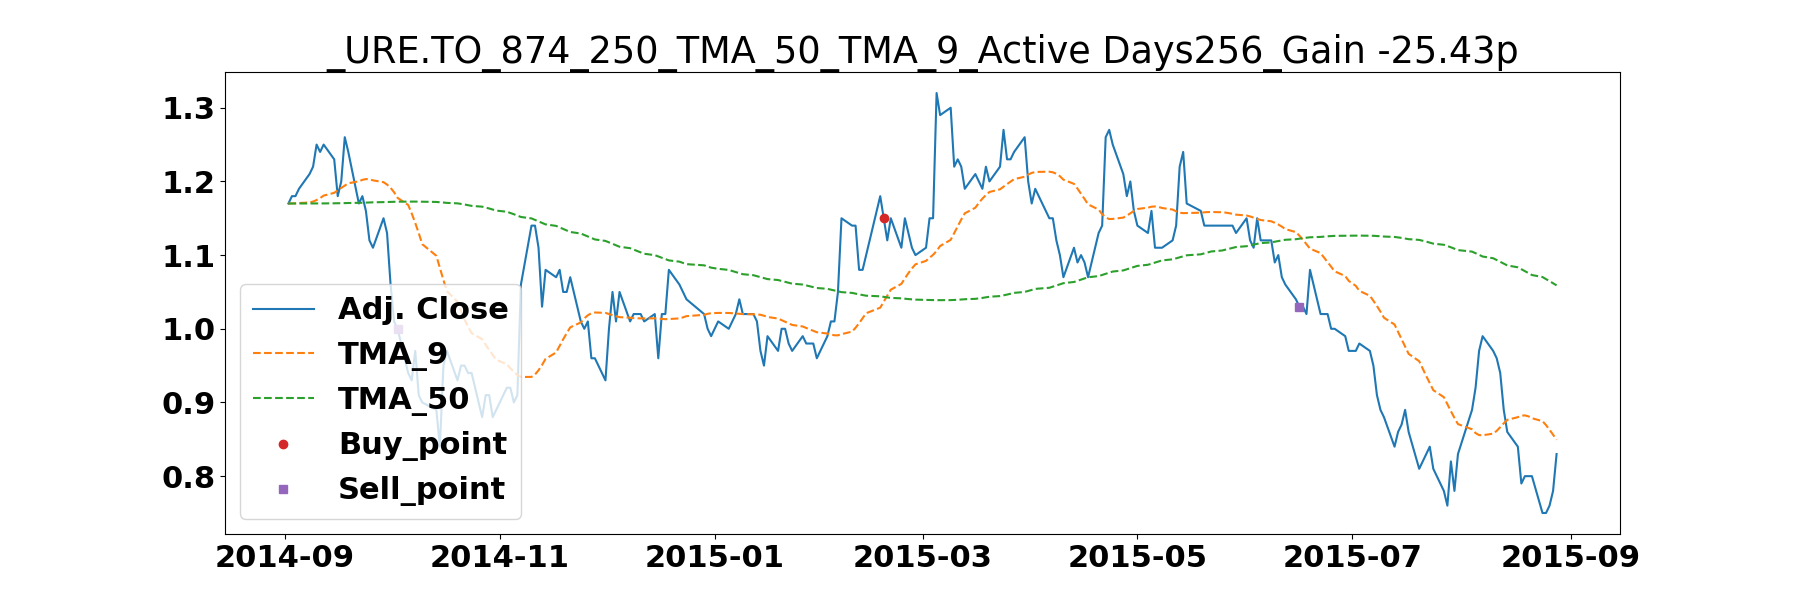 _URE.TO_874_250_TMA_50_TMA_9_Active Days256_Gain -25.43p
1.3
1.2
1.1
1.0
0.9
0.8
Adj. Close
TMA_9
TMA_50
Buy_point
Sell_point
2014-09 2014-11 2015-01 2015-03 2015-05 2015-07 2015-09